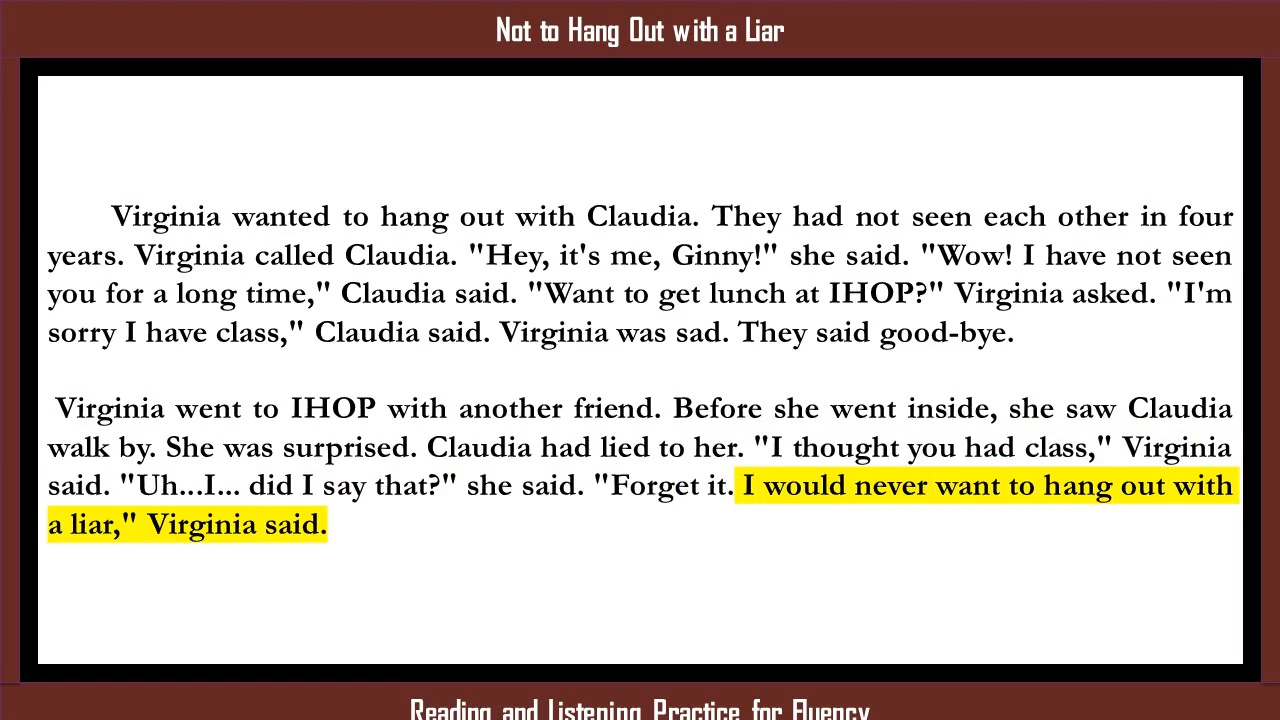 Not to Hang Out with a Liar
Virginia wanted to hang out with Claudia. They had not seen each other in four
years. Virginia called Claudia. "Hey, it's me, Ginny!" she said. "Wow! I have not seen
you for a long time," Claudia said. "Want to get lunch at IHOP?" Virginia asked. "I'm
sorry I have class," Claudia said. Virginia was sad. They said good-bye.
Virginia went to IHOP with another friend. Before she went inside, she saw Claudia
walk by. She was surprised. Claudia had lied to her. "I thought you had class," Virginia
said. "Uh...I... did I say that?" she said. "Forget it. I would never want to hang out with
a liar," Virginia said.
Reading and Listening Practice for Fluency